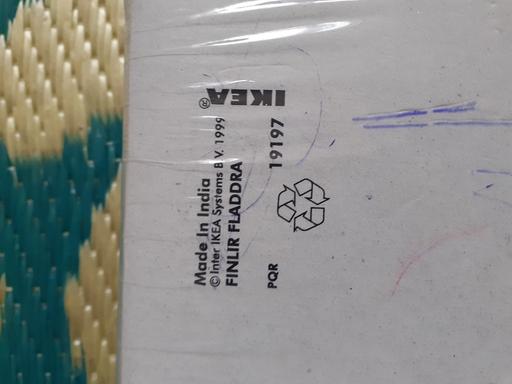 Made In India
© Inter IKEA Systems B.V. 1999
FINLIR FLADDRA
PQR
19197
IKEA®